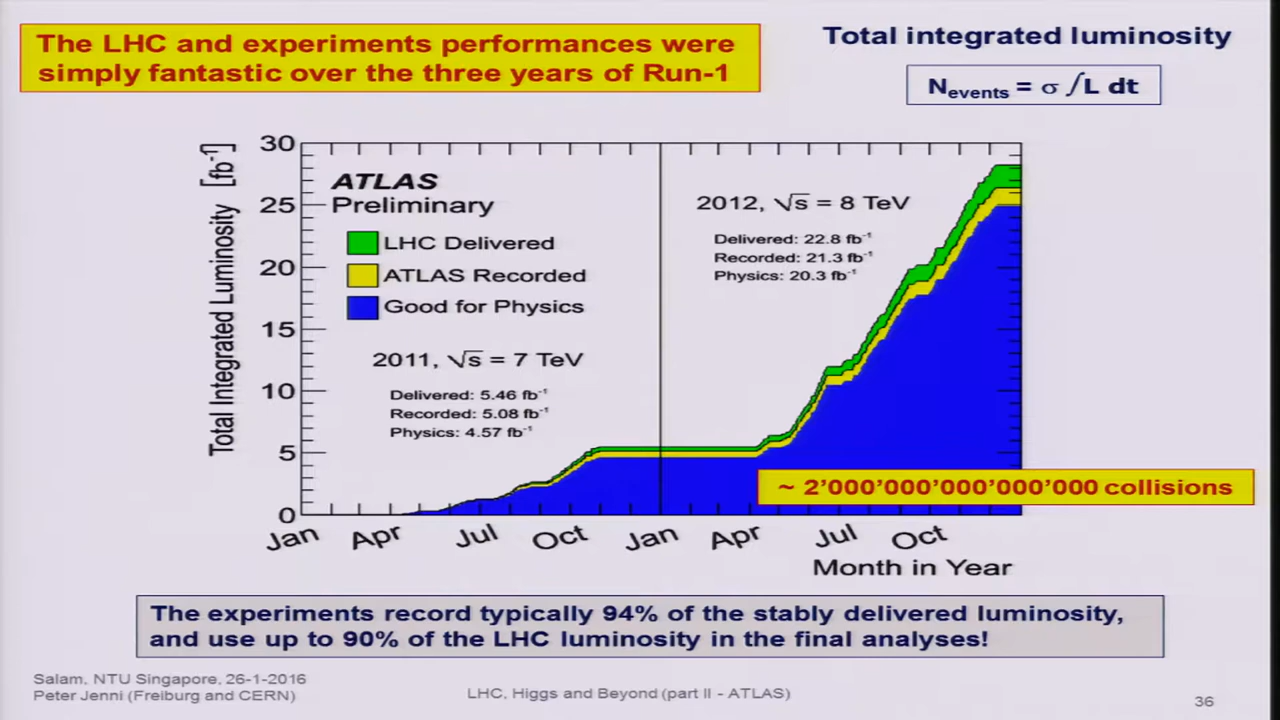 The LHC and experiments performances were
simply fantastic over the three years of Run-1
Total integrated luminosity
Nevents = σ ∫L dt
Total Integrated Luminosity [fb-1]
30
25
20
15
10
5
0
ATLAS
Preliminary
LHC Delivered
ATLAS Recorded
Good for Physics
2011, √s = 7 TeV
Delivered: 5.46 fb-1
Recorded: 5.08 fb-1
Physics: 4.57 fb-1
2012, √s = 8 TeV
Delivered: 22.8 fb-1
Recorded: 21.3 fb-1
Physics: 20.3 fb-1
~ 2'000'000'000'000'000 collisions
Jan Apr Jul Oct Jan Apr Jul Oct
Month in Year
The experiments record typically 94% of the stably delivered luminosity,
and use up to 90% of the LHC luminosity in the final analyses!
Salam, NTU Singapore, 26-1-2016
Peter Jenni (Freiburg and CERN)
LHC, Higgs and Beyond (part II - ATLAS)
36